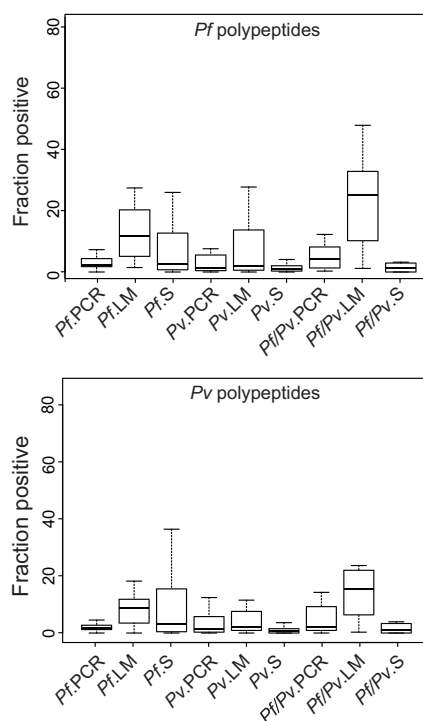 Pf polypeptides
Fraction positive
80
60
40
20
0
Pf.PCR
Pf.LM
Pf.S
Pv.PCR
Pv.LM
Pv.S
Pf/Pv.PCR
Pf/Pv.LM
Pf/Pv.S
Pv polypeptides
Fraction positive
80
60
40
20
0
Pf.PCR
Pf.LM
Pf.S
Pv.PCR
Pv.LM
Pv.S
Pf/Pv.PCR
Pf/Pv.LM
Pf/Pv.S